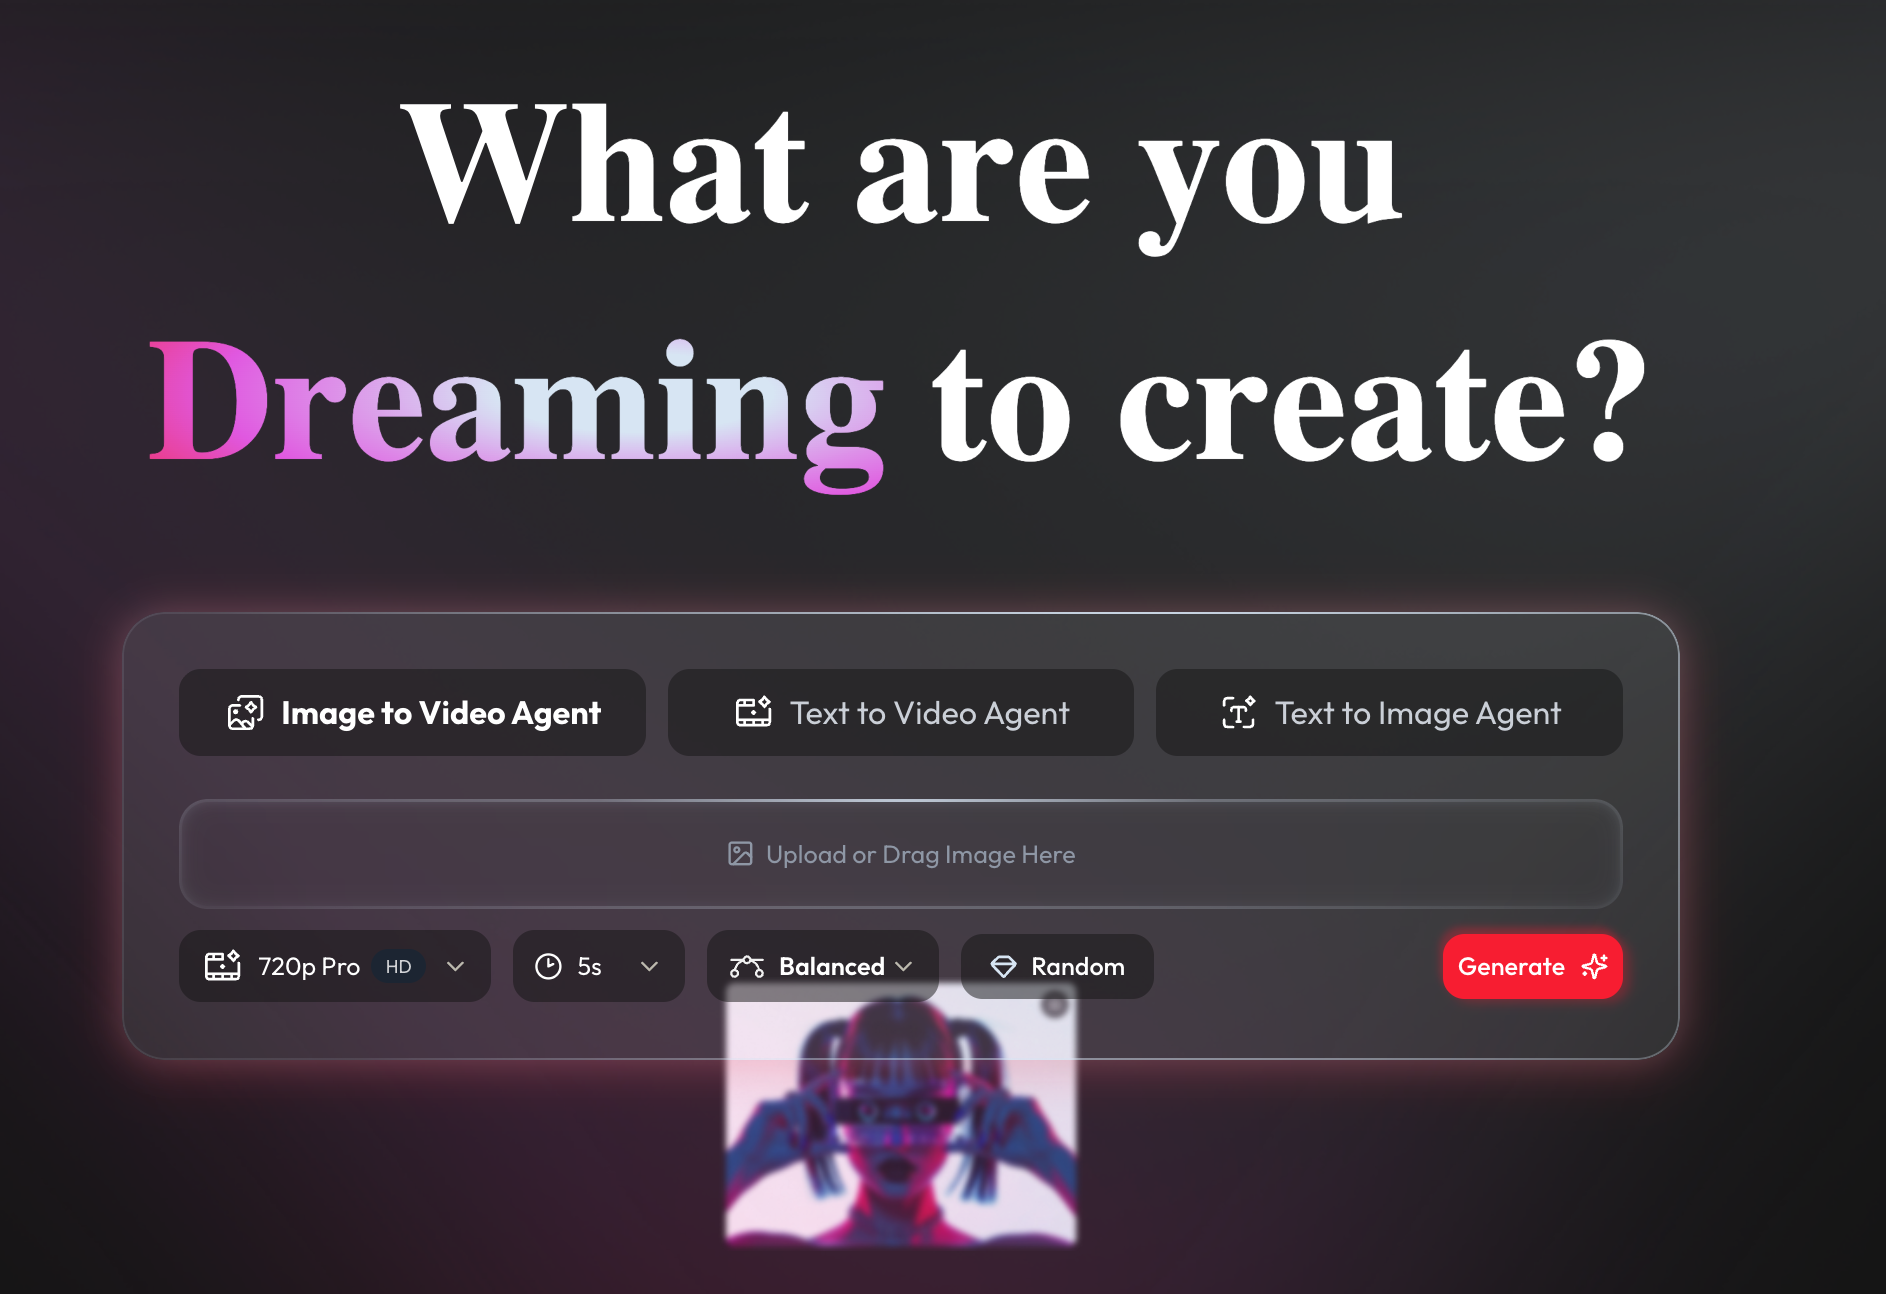 What are you
Dreaming to create?
Image to Video Agent
Text to Video Agent
Text to Image Agent
Upload or Drag Image Here
720p Pro HD
5s
Balanced
Random
Generate